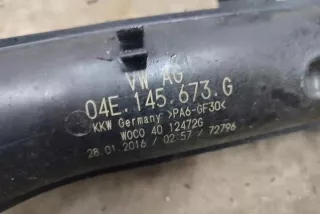 VW AG
04E.145.673.G
KKW Germany >PA6-GF30<
WOCO 40 12472G
28.01.2016 / 02:57 / 72796